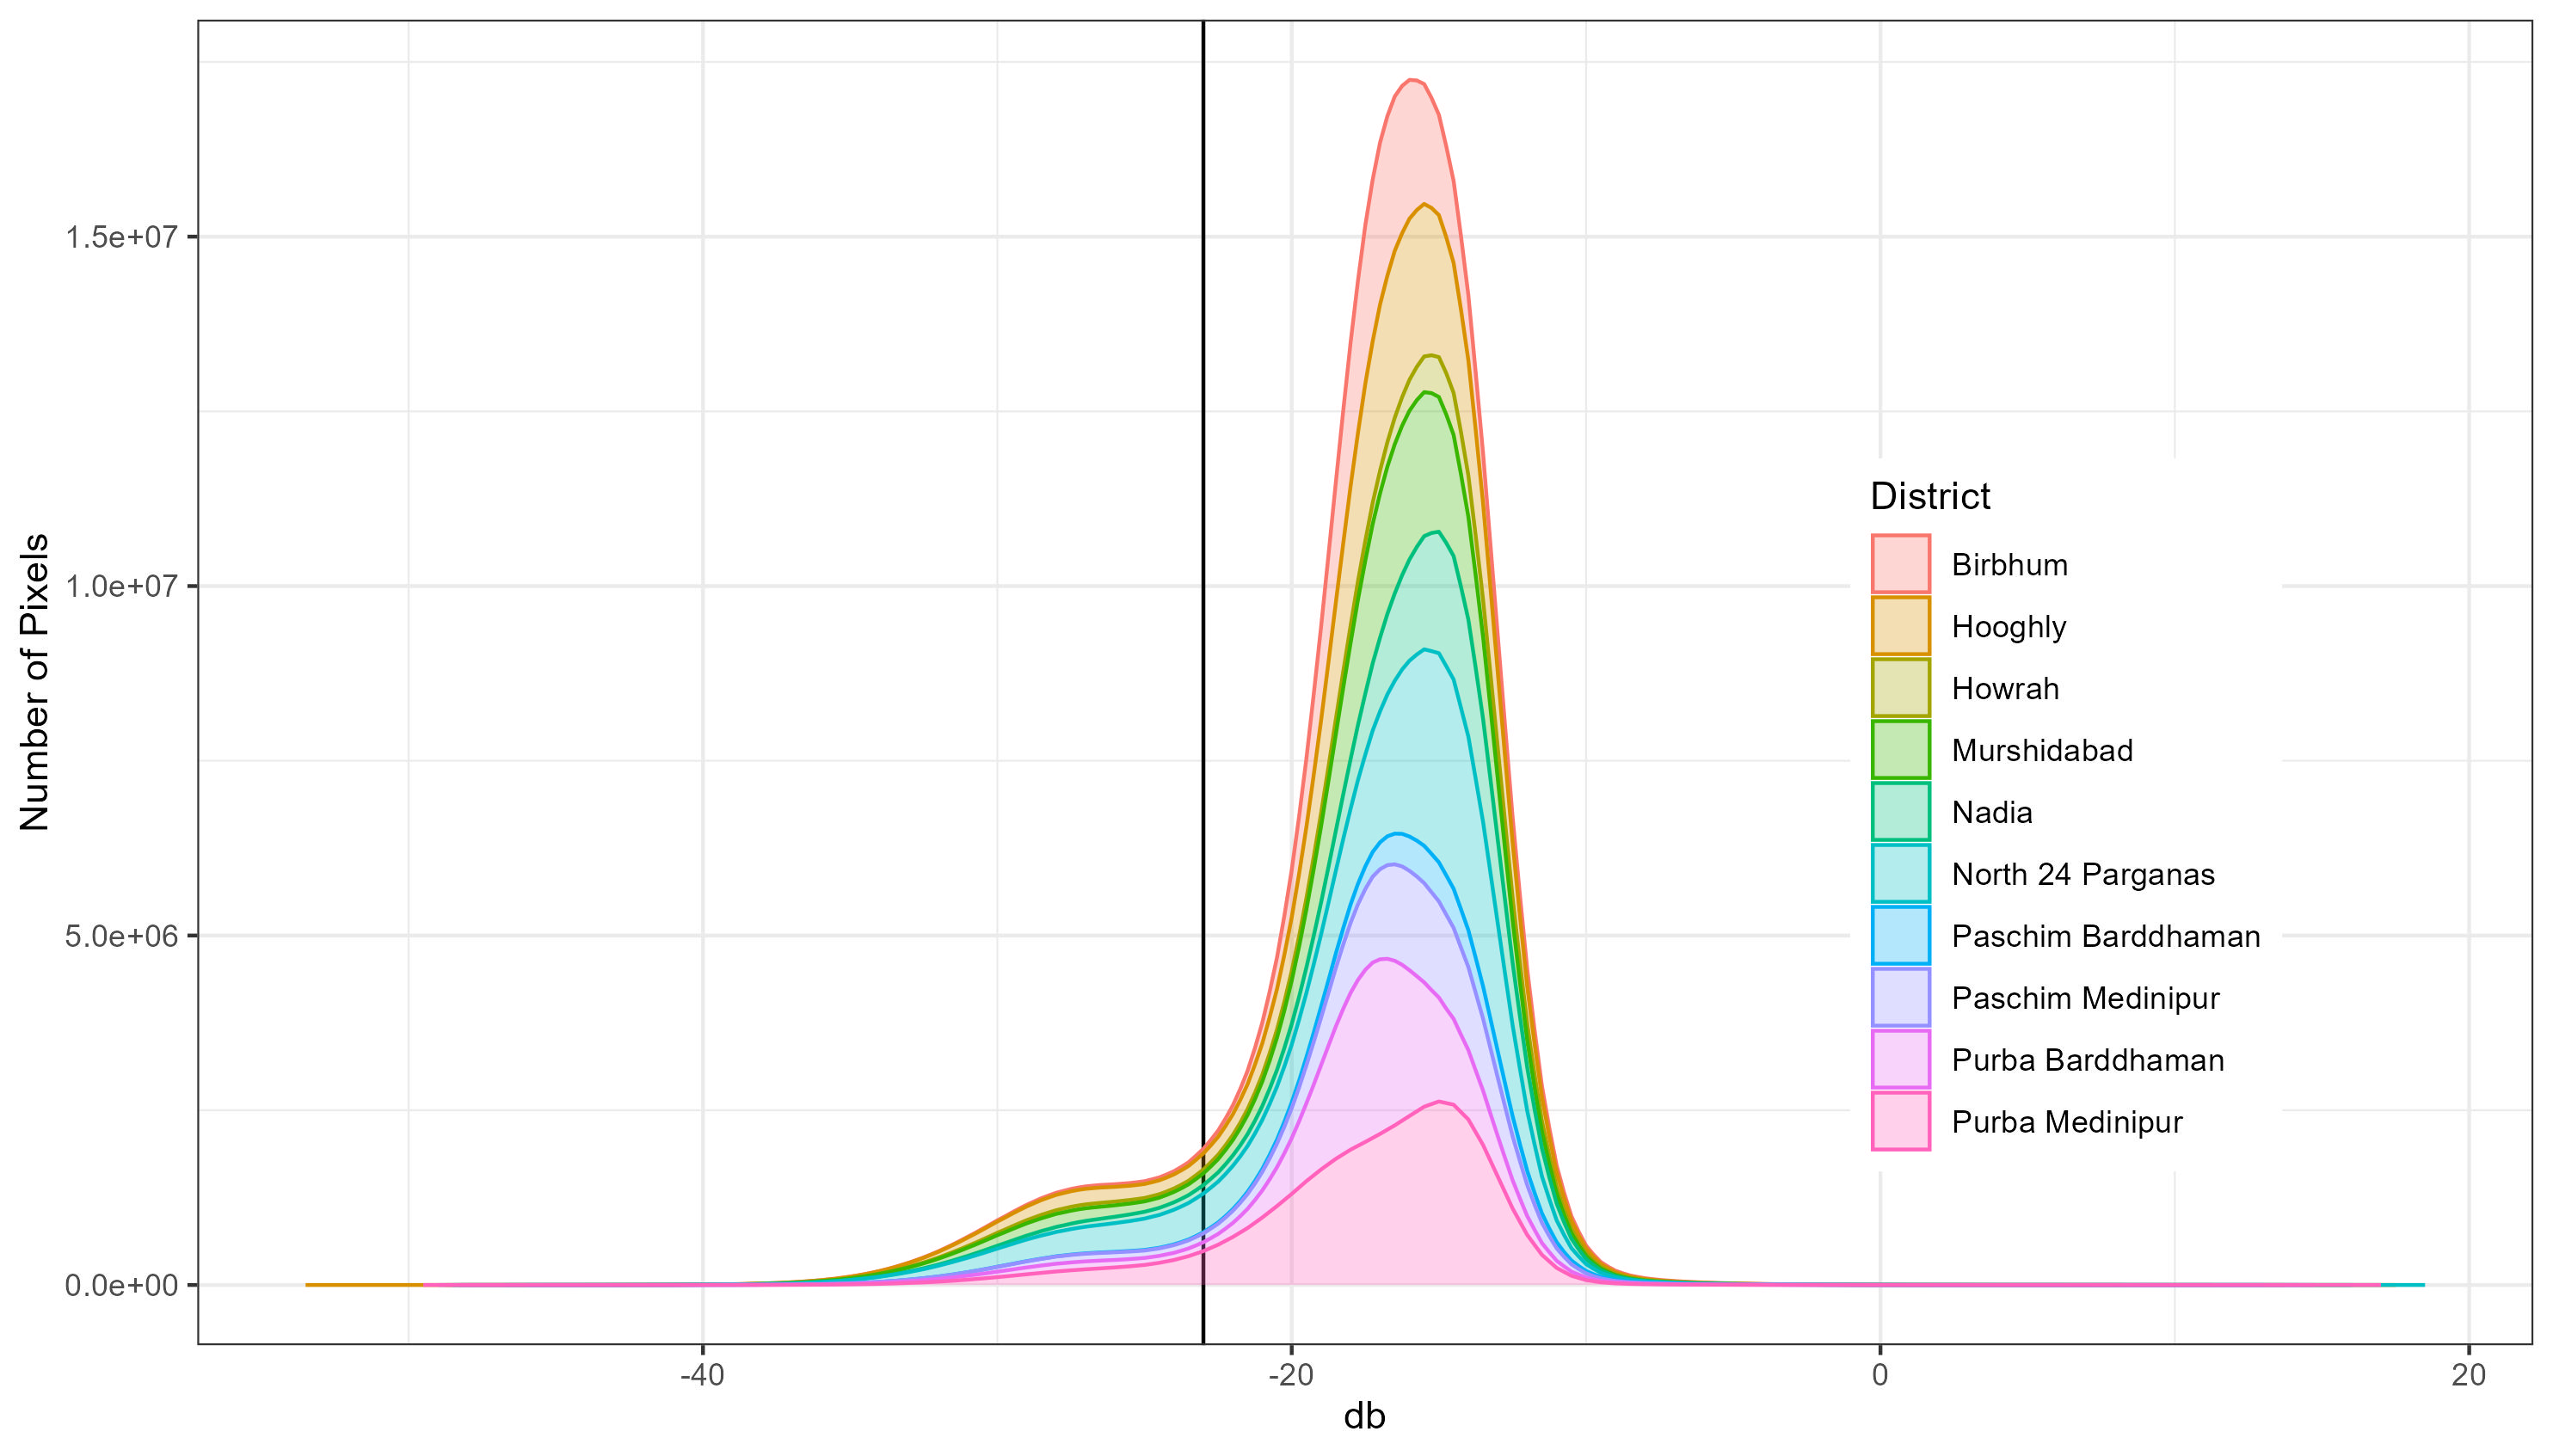 Number of Pixels
1.5e+07
1.0e+07
5.0e+06
0.0e+00
-40
-20
0
20
db
District
Birbhum
Hooghly
Howrah
Murshidabad
Nadia
North 24 Parganas
Paschim Barddhaman
Paschim Medinipur
Purba Barddhaman
Purba Medinipur